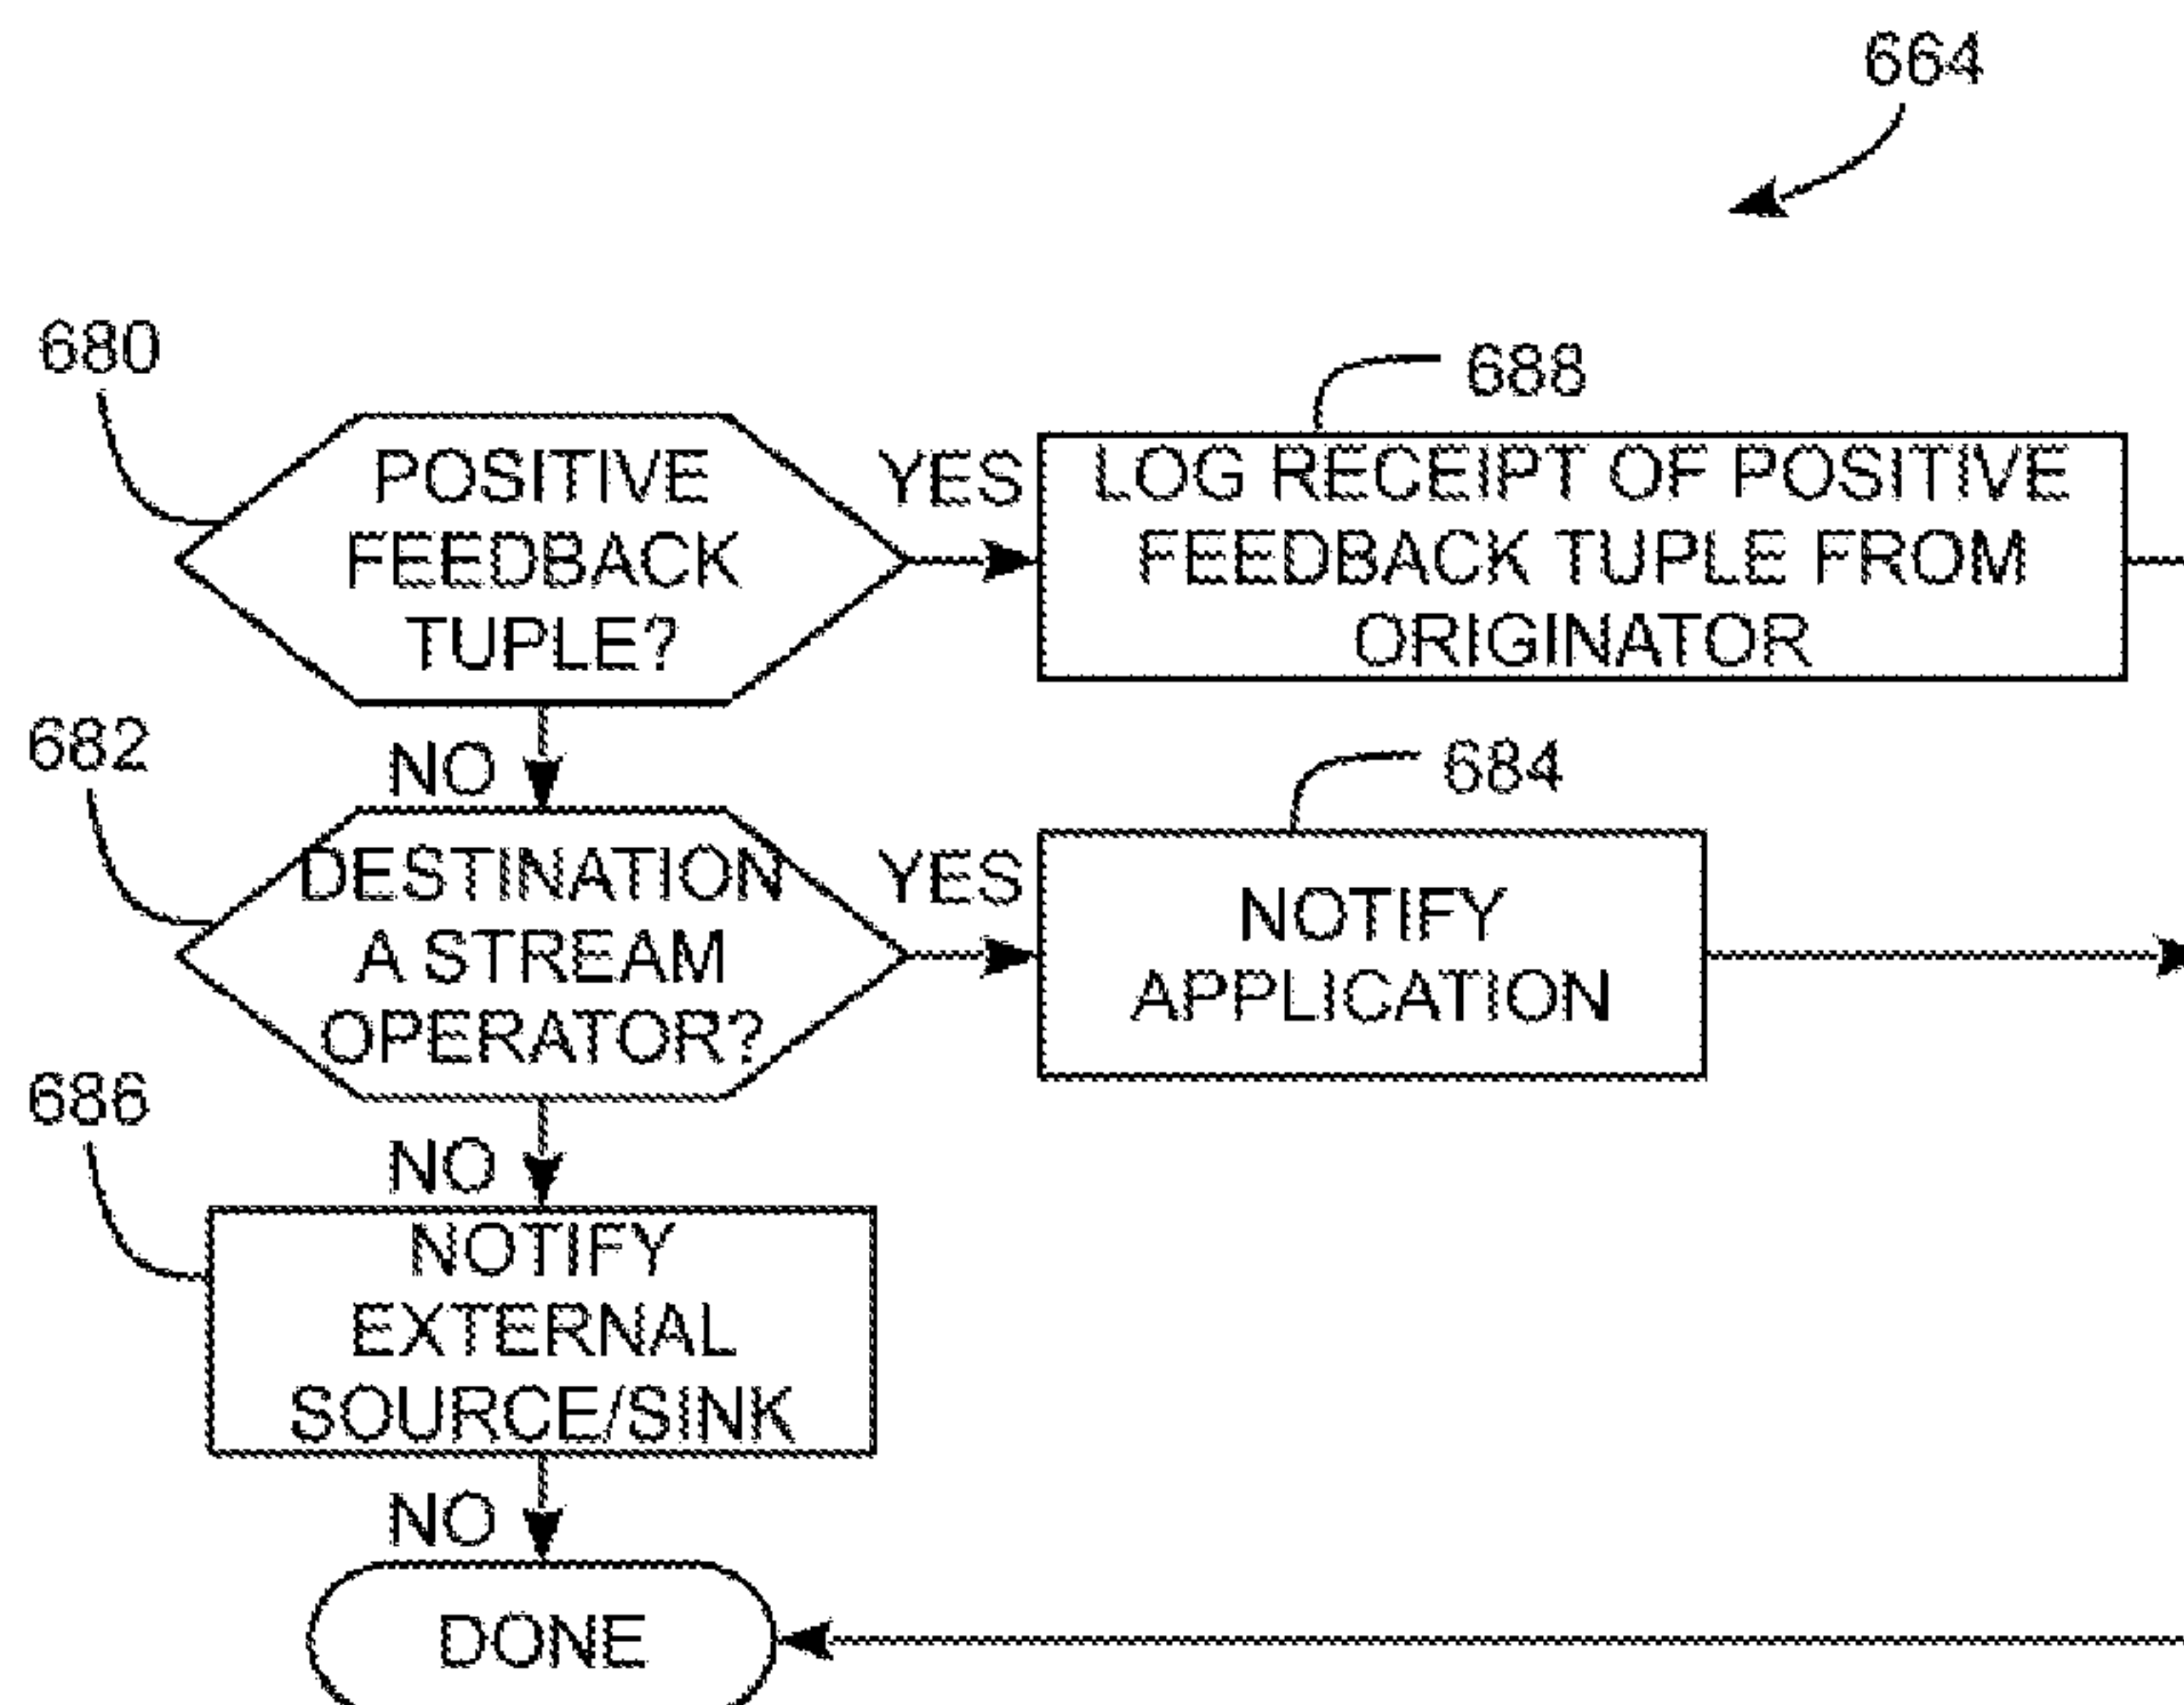 664
680
688
POSITIVE
FEEDBACK
TUPLE?
YES
LOG RECEIPT OF POSITIVE
FEEDBACK TUPLE FROM
ORIGINATOR
682
NO
684
DESTINATION
A STREAM
OPERATOR?
YES
NOTIFY
APPLICATION
686
NO
NOTIFY
EXTERNAL
SOURCE/SINK
NO
DONE